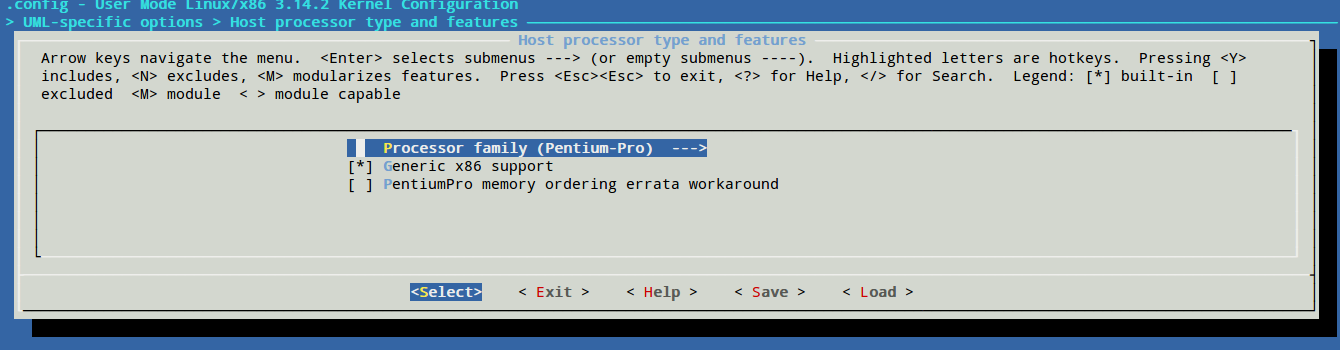 .config - User Mode Linux/x86 3.14.2 Kernel Configuration
> UML-specific options > Host processor type and features
Host processor type and features
Arrow keys navigate the menu.  <Enter> selects submenus ---> (or empty submenus ----).  Highlighted letters are hotkeys.  Pressing <Y>
includes, <N> excludes, <M> modularizes features.  Press <Esc><Esc> to exit, <?> for Help, </> for Search.  Legend: [*] built-in  [ ]
excluded  <M> module  < > module capable
Processor family (Pentium-Pro)  --->
[*] Generic x86 support
[ ] PentiumPro memory ordering errata workaround
<Select>    < Exit >    < Help >    < Save >    < Load >